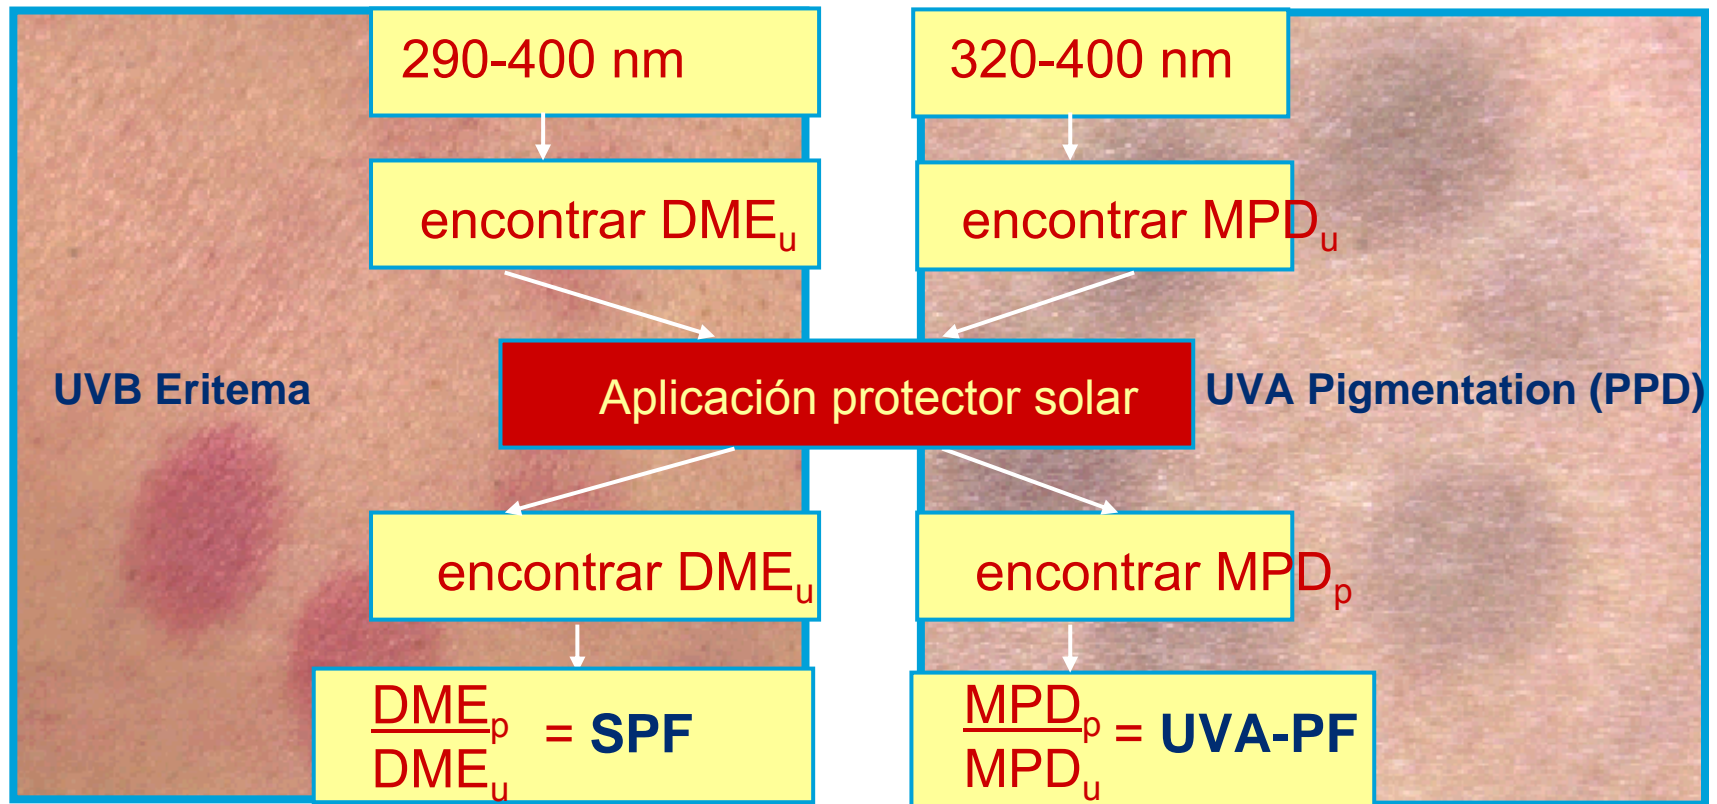 290-400 nm
320-400 nm
encontrar DMEu
encontrar MPDu
UVB Eritema
Aplicación protector solar
UVA Pigmentation (PPD)
encontrar DMEu
encontrar MPDp
DMEp
DMEu
= SPF
MPDp
MPDu
= UVA-PF